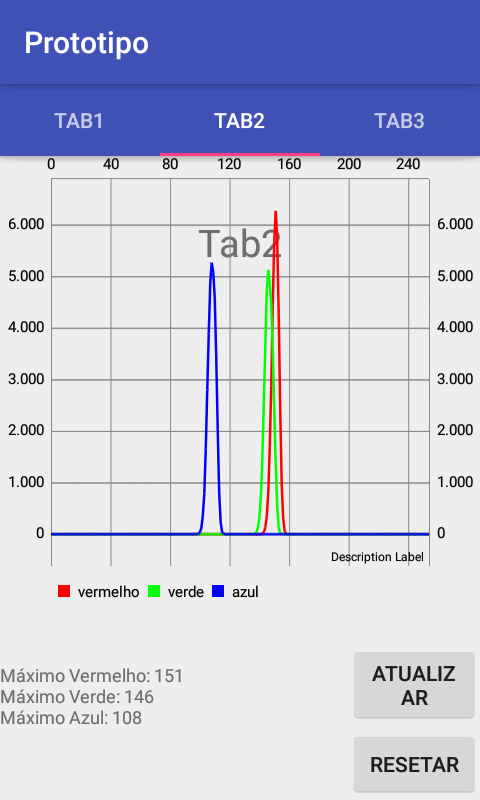 Prototipo
TAB1 TAB2 TAB3
0 40 80 120 160 200 240
6.000 6.000
Tab2
5.000 5.000
4.000 4.000
3.000 3.000
2.000 2.000
1.000 1.000
0 0
Description Label
vermelho verde azul
Máximo Vermelho: 151
Máximo Verde: 146
Máximo Azul: 108
ATUALIZ
AR
RESETAR